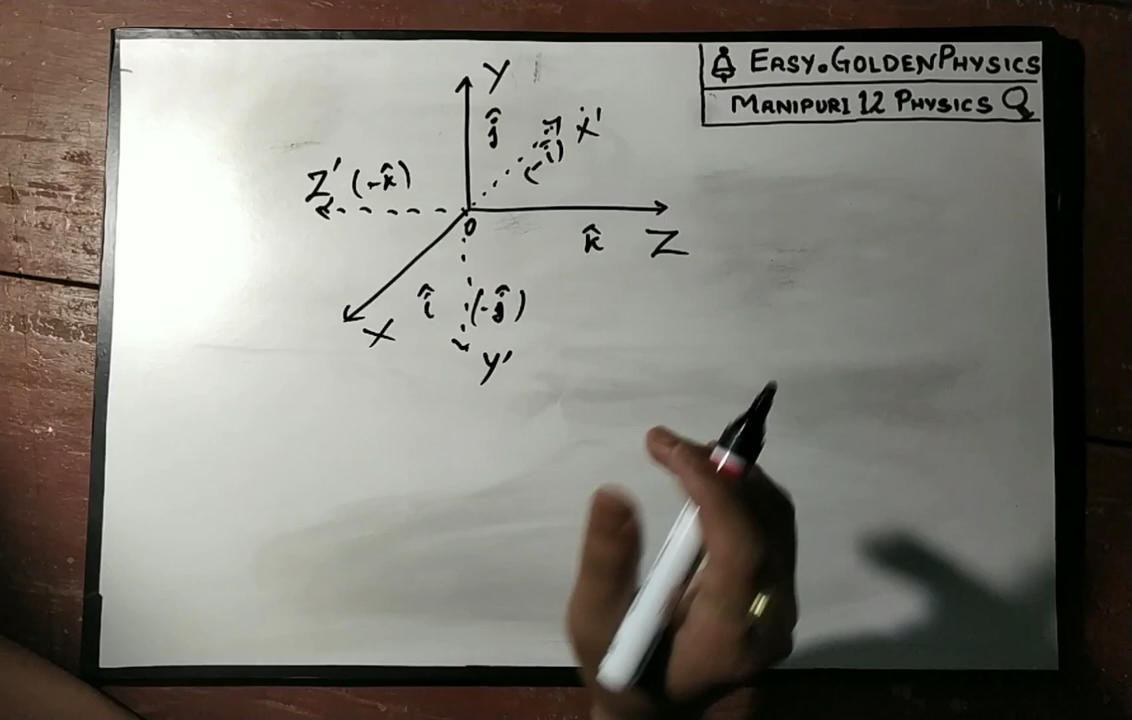 EASY.GOLDENPHYSICS
MANIPURI 12 PHYSICS
Y
ĵ
X'
(-î)
Z' (-k̂)
O
k̂ Z
î (-ĵ)
X
Y'